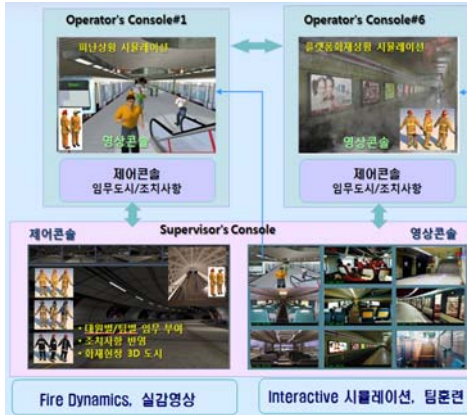 Operator's Console#1
피난상황 시뮬레이션
영상콘솔
제어콘솔
임무도시/조치사항
Operator's Console#6
플랫폼화재상황 시뮬레이션
영상콘솔
제어콘솔
임무도시/조치사항
Supervisor's Console
제어콘솔
영상콘솔
• 대원별/팀별 임무 부여
• 조치사항 반영
• 화재현장 3D 도시
Fire Dynamics, 실감영상
Interactive 시뮬레이션, 팀훈련